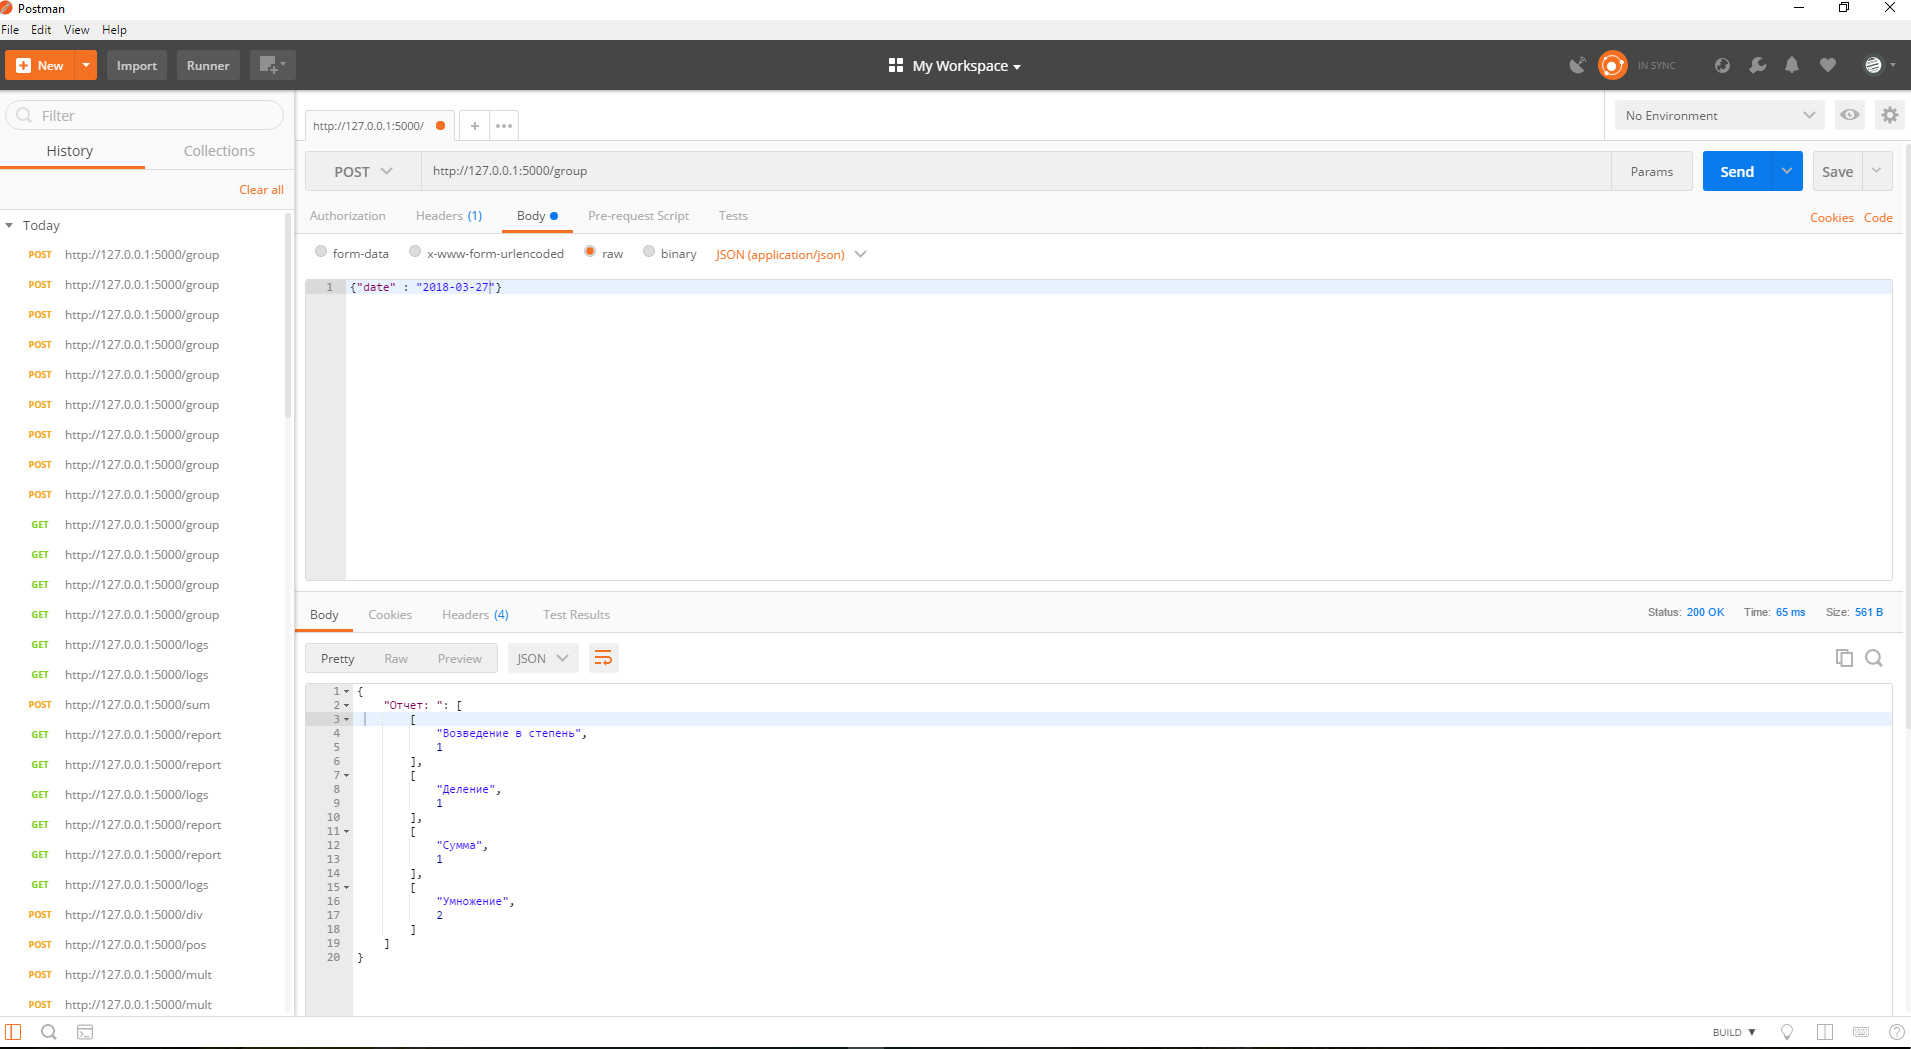 Postman
File Edit View Help
New Import Runner My Workspace IN SYNC
Filter
History Collections
Clear all
Today
POST http://127.0.0.1:5000/group
POST http://127.0.0.1:5000/group
POST http://127.0.0.1:5000/group
POST http://127.0.0.1:5000/group
POST http://127.0.0.1:5000/group
POST http://127.0.0.1:5000/group
POST http://127.0.0.1:5000/group
POST http://127.0.0.1:5000/group
POST http://127.0.0.1:5000/group
GET http://127.0.0.1:5000/group
GET http://127.0.0.1:5000/group
GET http://127.0.0.1:5000/group
GET http://127.0.0.1:5000/group
GET http://127.0.0.1:5000/logs
GET http://127.0.0.1:5000/logs
POST http://127.0.0.1:5000/sum
GET http://127.0.0.1:5000/report
GET http://127.0.0.1:5000/report
GET http://127.0.0.1:5000/logs
GET http://127.0.0.1:5000/report
GET http://127.0.0.1:5000/report
GET http://127.0.0.1:5000/logs
POST http://127.0.0.1:5000/div
POST http://127.0.0.1:5000/pos
POST http://127.0.0.1:5000/mult
POST http://127.0.0.1:5000/mult
http://127.0.0.1:5000/ + •••
No Environment
POST http://127.0.0.1:5000/group Params Send Save
Authorization Headers (1) Body Pre-request Script Tests Cookies Code
form-data x-www-form-urlencoded raw binary JSON (application/json)
1 {"date" : "2018-03-27"}
Body Cookies Headers (4) Test Results Status: 200 OK Time: 65 ms Size: 561 B
Pretty Raw Preview JSON
1 {
2 "Отчет: ": [
3 [
4 "Возведение в степень",
5 1
6 ],
7 [
8 "Деление",
9 1
10 ],
11 [
12 "Сумма",
13 1
14 ],
15 [
16 "Умножение",
17 2
18 ]
19 ]
20 }
BUILD ?